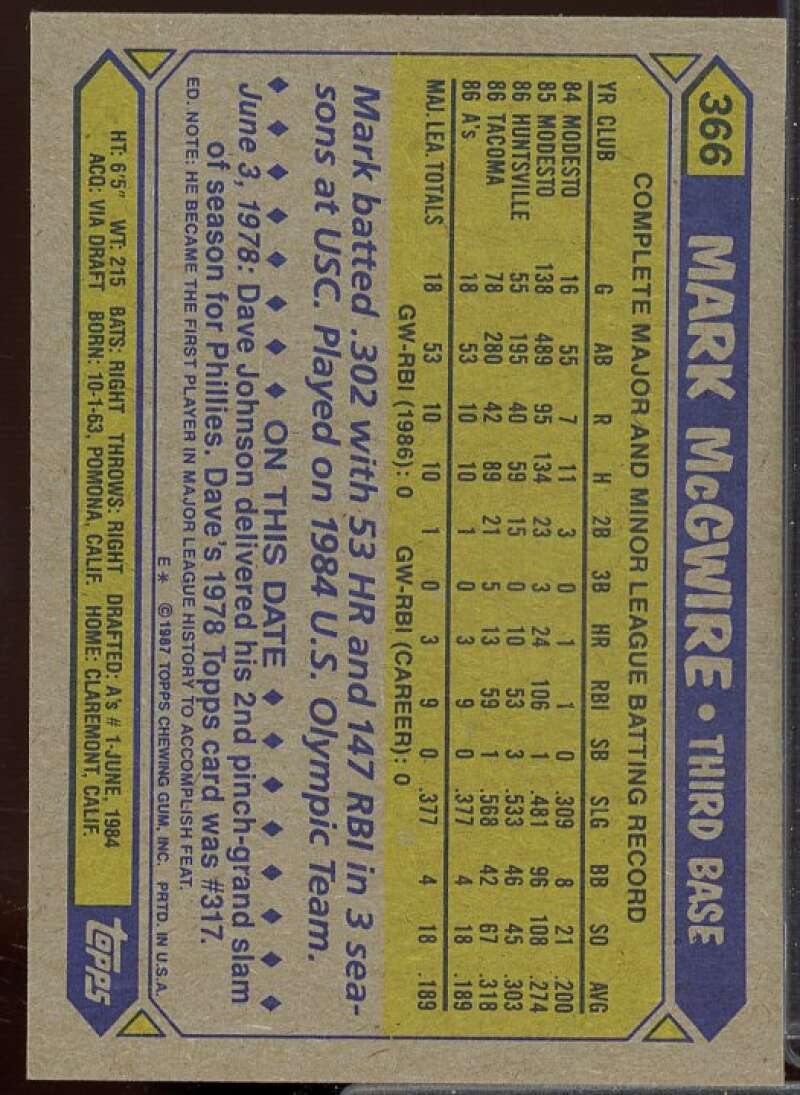 366 MARK McGWIRE • THIRD BASE
COMPLETE MAJOR AND MINOR LEAGUE BATTING RECORD
YR CLUB G AB R H 2B 3B HR RBI SB SLG BB SO AVG
84 MODESTO 16 55 7 11 3 0 1 1 0 .309 8 21 .200
85 MODESTO 138 489 95 134 23 3 24 106 1 .481 96 108 .274
86 HUNTSVILLE 55 195 40 59 15 0 10 53 3 .533 46 45 .303
86 TACOMA 78 280 42 89 21 5 13 59 1 .568 42 67 .318
86 A's 18 53 10 10 1 0 3 9 0 .377 4 18 .189
MAJ. LEA. TOTALS 18 53 10 10 1 0 3 9 0 .377 4 18 .189
GW-RBI (1986): 0 GW-RBI (CAREER): 0
Mark batted .302 with 53 HR and 147 RBI in 3 sea-
sons at USC. Played on 1984 U.S. Olympic Team.
◆ ◆ ◆ ◆ ◆ ◆ ◆ ◆ ON THIS DATE ◆ ◆ ◆ ◆ ◆ ◆ ◆ ◆
June 3, 1978: Dave Johnson delivered his 2nd pinch-grand slam
of season for Phillies. Dave's 1978 Topps card was #317.
ED. NOTE: HE BECAME THE FIRST PLAYER IN MAJOR LEAGUE HISTORY TO ACCOMPLISH FEAT.
E* ©1987 TOPPS CHEWING GUM, INC. PRTD. IN U.S.A.
HT: 6'5" WT: 215 BATS: RIGHT THROWS: RIGHT DRAFTED: A's # 1-JUNE, 1984
ACQ: VIA DRAFT BORN: 10-1-63, POMONA, CALIF. HOME: CLAREMONT, CALIF.
topps